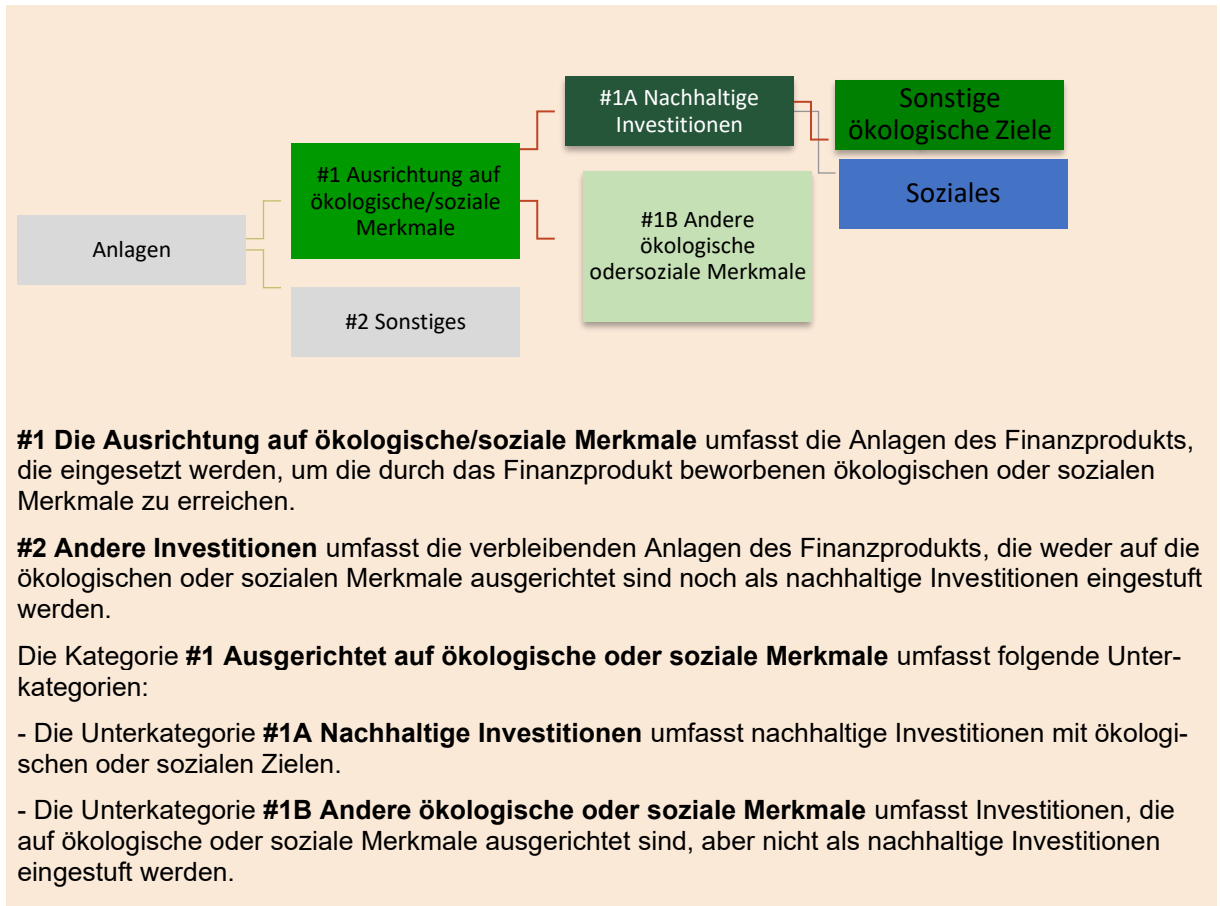 #1A Nachhaltige
Investitionen
Sonstige
ökologische Ziele
#1 Ausrichtung auf
ökologische/soziale
Merkmale
Soziales
#1B Andere
ökologische
odersoziale Merkmale
Anlagen
#2 Sonstiges
#1 Die Ausrichtung auf ökologische/soziale Merkmale umfasst die Anlagen des Finanzprodukts,
die eingesetzt werden, um die durch das Finanzprodukt beworbenen ökologischen oder sozialen
Merkmale zu erreichen.
#2 Andere Investitionen umfasst die verbleibenden Anlagen des Finanzprodukts, die weder auf die
ökologischen oder sozialen Merkmale ausgerichtet sind noch als nachhaltige Investitionen eingestuft
werden.
Die Kategorie #1 Ausgerichtet auf ökologische oder soziale Merkmale umfasst folgende Unter-
kategorien:
- Die Unterkategorie #1A Nachhaltige Investitionen umfasst nachhaltige Investitionen mit ökologi-
schen oder sozialen Zielen.
- Die Unterkategorie #1B Andere ökologische oder soziale Merkmale umfasst Investitionen, die
auf ökologische oder soziale Merkmale ausgerichtet sind, aber nicht als nachhaltige Investitionen
eingestuft werden.